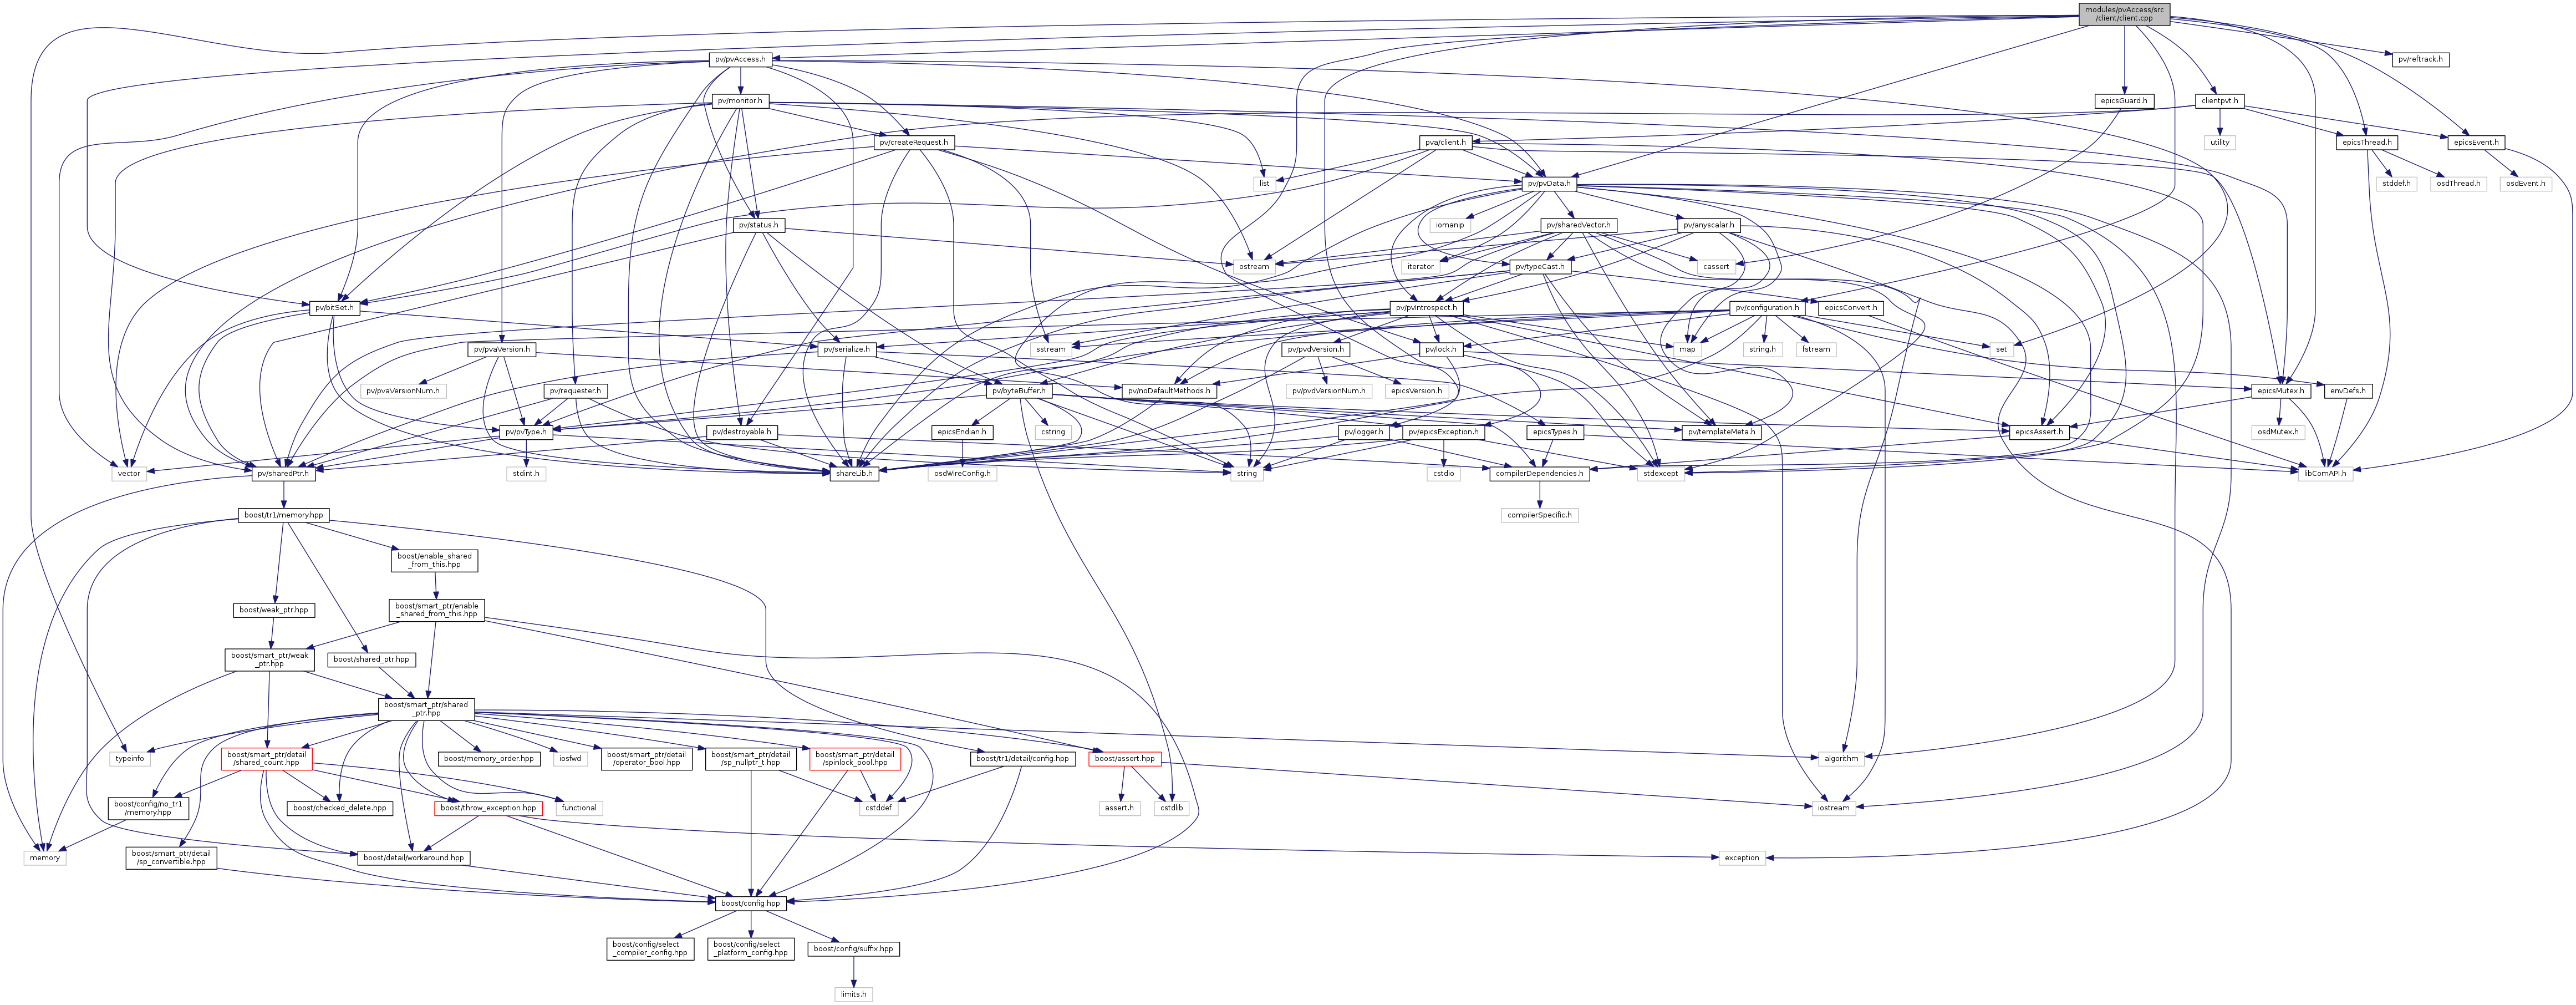 modules/pvAccess/src
/client/client.cpp
pv/pvAccess.h
pv/reftrack.h
pv/monitor.h
epicsGuard.h
clientpvt.h
pv/createRequest.h
pva/client.h
utility
epicsThread.h
epicsEvent.h
list
pv/pvData.h
stddef.h
osdThread.h
osdEvent.h
pv/status.h
iomanip
pv/sharedVector.h
pv/anyscalar.h
ostream
iterator
pv/typeCast.h
cassert
pv/bitSet.h
pv/pvIntrospect.h
pv/configuration.h
epicsConvert.h
pv/pvaVersion.h
pv/serialize.h
sstream
pv/pvdVersion.h
pv/lock.h
map
string.h
fstream
set
pv/pvaVersionNum.h
pv/requester.h
pv/byteBuffer.h
pv/noDefaultMethods.h
pv/pvdVersionNum.h
epicsVersion.h
epicsMutex.h
envDefs.h
pv/pvType.h
pv/destroyable.h
epicsEndian.h
cstring
pv/logger.h
pv/epicsException.h
epicsTypes.h
pv/templateMeta.h
epicsAssert.h
osdMutex.h
vector
pv/sharedPtr.h
stdint.h
shareLib.h
osdWireConfig.h
string
cstdio
compilerDependencies.h
stdexcept
libComAPI.h
boost/tr1/memory.hpp
compilerSpecific.h
boost/enable_shared
_from_this.hpp
boost/weak_ptr.hpp
boost/smart_ptr/enable
_shared_from_this.hpp
boost/smart_ptr/weak
_ptr.hpp
boost/shared_ptr.hpp
boost/smart_ptr/shared
_ptr.hpp
typeinfo
boost/smart_ptr/detail
/shared_count.hpp
boost/memory_order.hpp
iosfwd
boost/smart_ptr/detail
/operator_bool.hpp
boost/smart_ptr/detail
/sp_nullptr_t.hpp
boost/smart_ptr/detail
/spinlock_pool.hpp
boost/tr1/detail/config.hpp
boost/assert.hpp
algorithm
boost/config/no_tr1
/memory.hpp
boost/checked_delete.hpp
boost/throw_exception.hpp
functional
cstddef
assert.h
cstdlib
iostream
memory
boost/smart_ptr/detail
/sp_convertible.hpp
boost/detail/workaround.hpp
exception
boost/config.hpp
boost/config/select
_compiler_config.hpp
boost/config/select
_platform_config.hpp
boost/config/suffix.hpp
limits.h